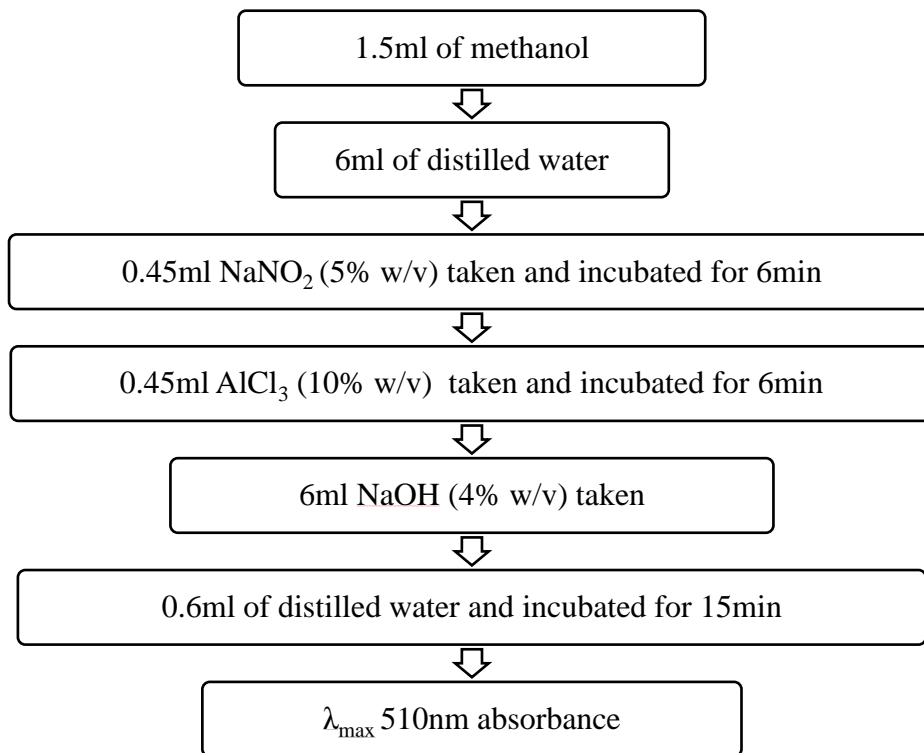 1.5ml of methanol
6ml of distilled water
0.45ml NaNO₂ (5% w/v) taken and incubated for 6min
0.45ml AlCl₃ (10% w/v) taken and incubated for 6min
6ml NaOH (4% w/v) taken
0.6ml of distilled water and incubated for 15min
λmax 510nm absorbance